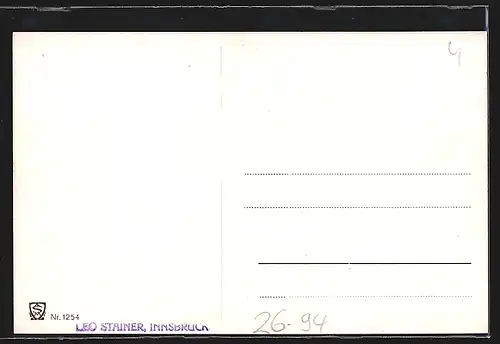 4
Nr. 1254
LEO STAINER, INNSBRUCK
26-94